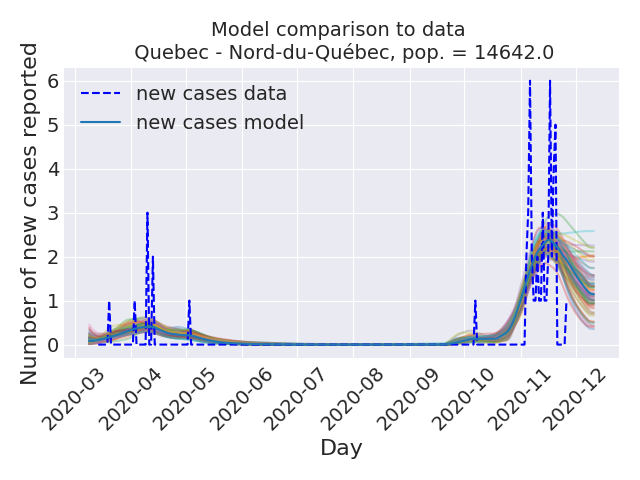 Model comparison to data
Quebec - Nord-du-Québec, pop. = 14642.0
Number of new cases reported
6
5
4
3
2
1
0
new cases data
new cases model
2020-03
2020-04
2020-05
2020-06
2020-07
2020-08
2020-09
2020-10
2020-11
2020-12
Day